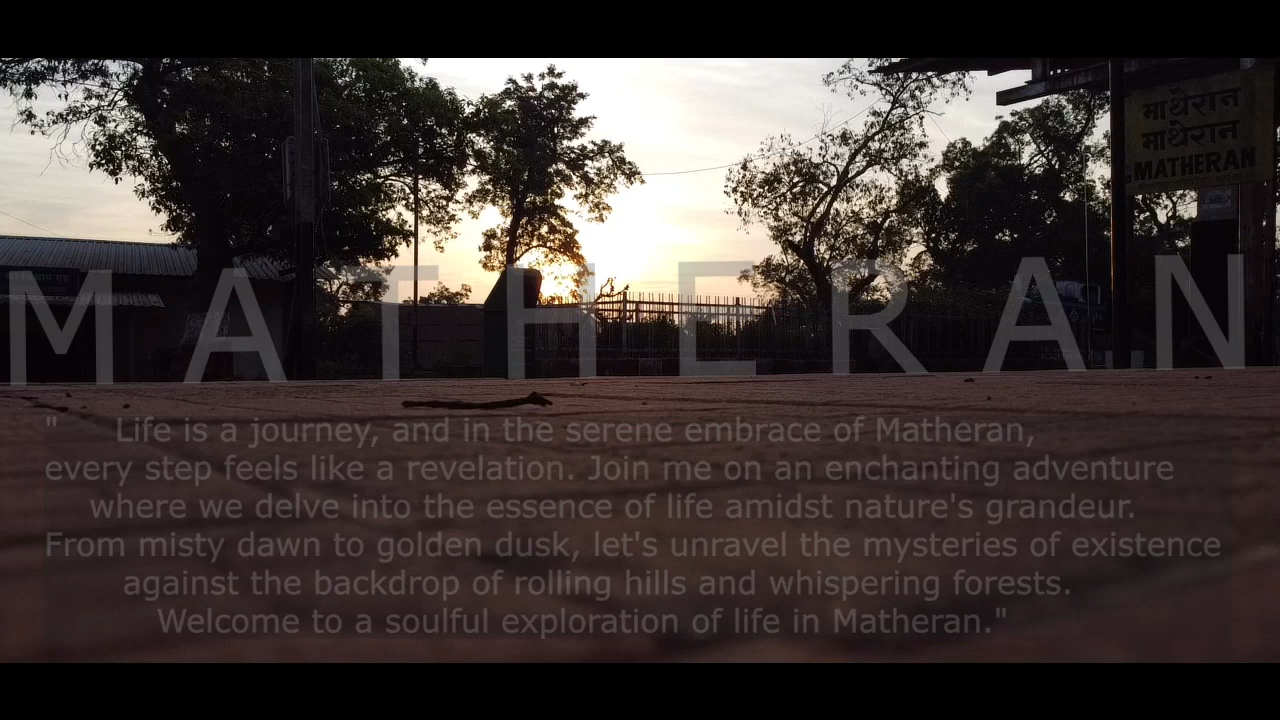 माथेरान
माथेरान
MATHERAN
MATHERAN
" Life is a journey, and in the serene embrace of Matheran,
every step feels like a revelation. Join me on an enchanting adventure
where we delve into the essence of life amidst nature's grandeur.
From misty dawn to golden dusk, let's unravel the mysteries of existence
against the backdrop of rolling hills and whispering forests.
Welcome to a soulful exploration of life in Matheran."